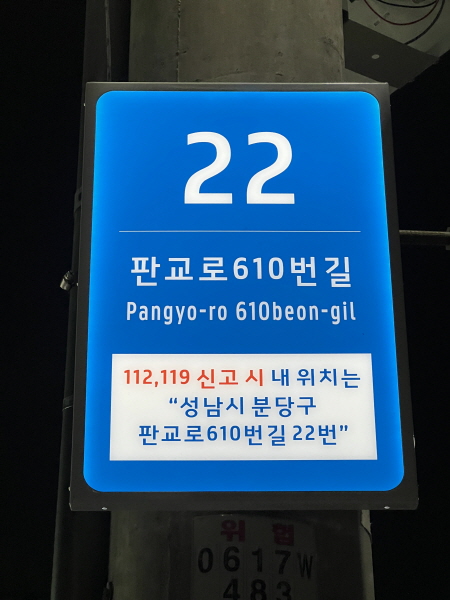 22
판교로610번길
Pangyo-ro 610beon-gil
112,119 신고 시 내 위치는
“성남시 분당구
판교로610번길 22번”
위 험
0617W
483